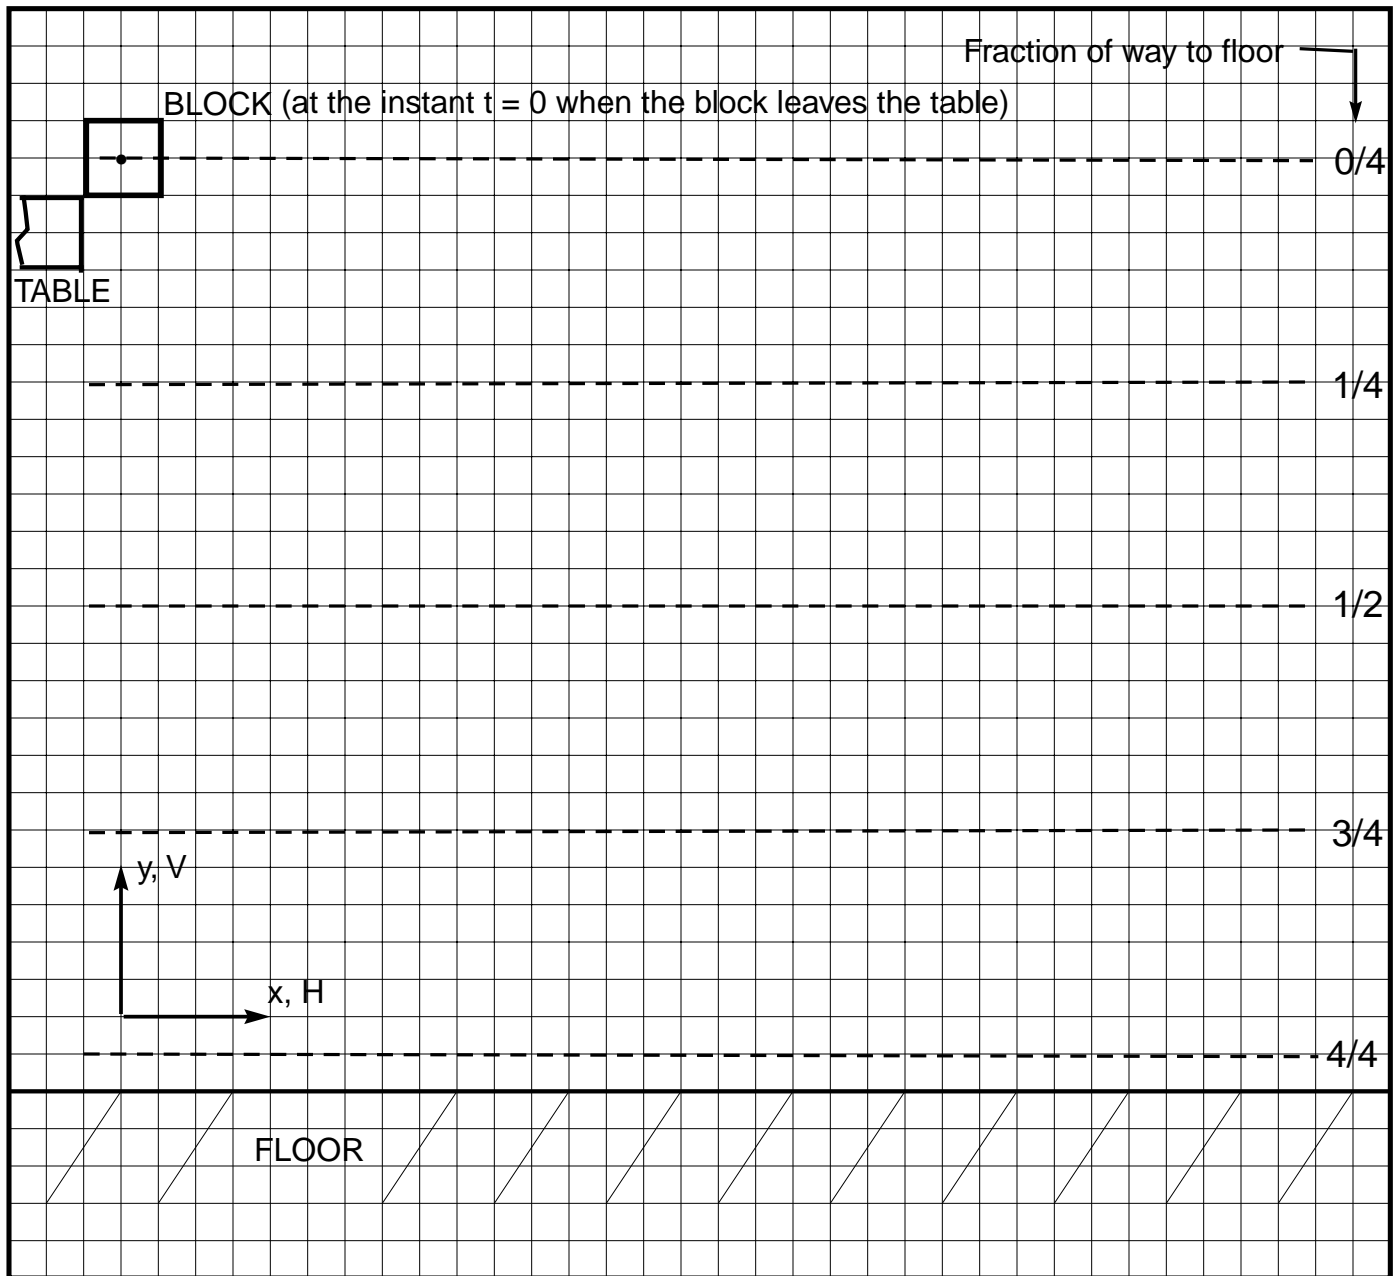 Fraction of way to floor
BLOCK (at the instant t = 0 when the block leaves the table)
0/4
TABLE
1/4
1/2
3/4
y, V
x, H
4/4
FLOOR